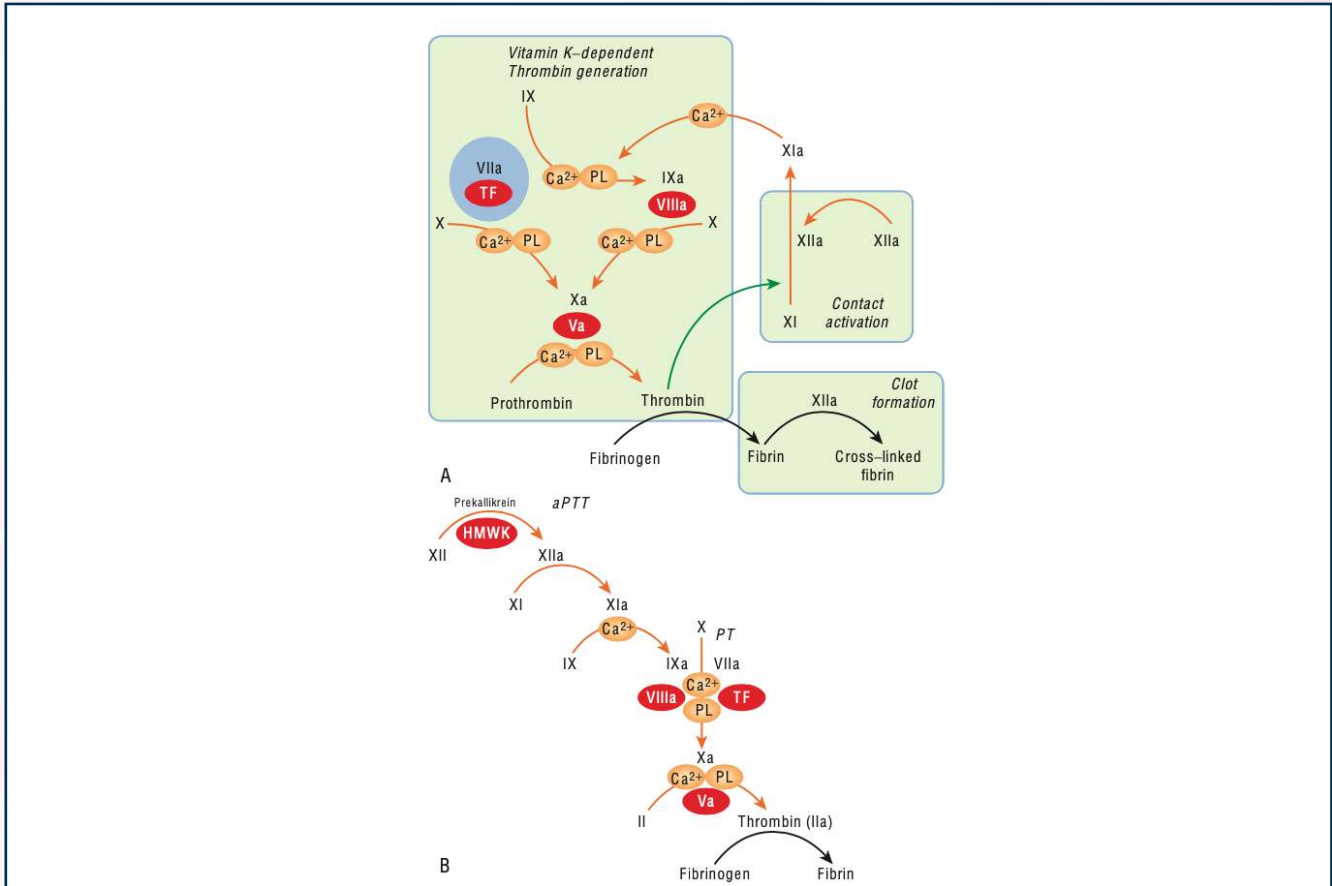 Vitamin K–dependent
Thrombin generation
IX
Ca2+
XIa
VIIa
TF
Ca2+ PL
IXa
VIIIa
X
X
Ca2+ PL
Ca2+ PL
XIIa
XIIa
Xa
Va
Contact
activation
XI
Ca2+ PL
Prothrombin
Thrombin
XIIa
Clot
formation
Fibrinogen
Fibrin
Cross–linked
fibrin
A
Prekallikrein
aPTT
HMWK
XII
XIIa
XI
XIa
Ca2+
X
PT
IX
IXa
VIIa
VIIIa
Ca2+
TF
PL
Xa
Ca2+ PL
Va
II
Thrombin (IIa)
B
Fibrinogen
Fibrin